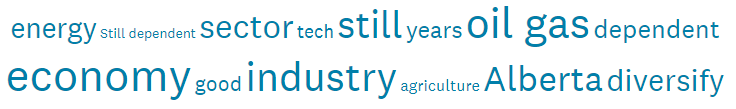 energy Still dependent sector tech still years oil gas dependent
economy good industry agriculture Alberta diversify